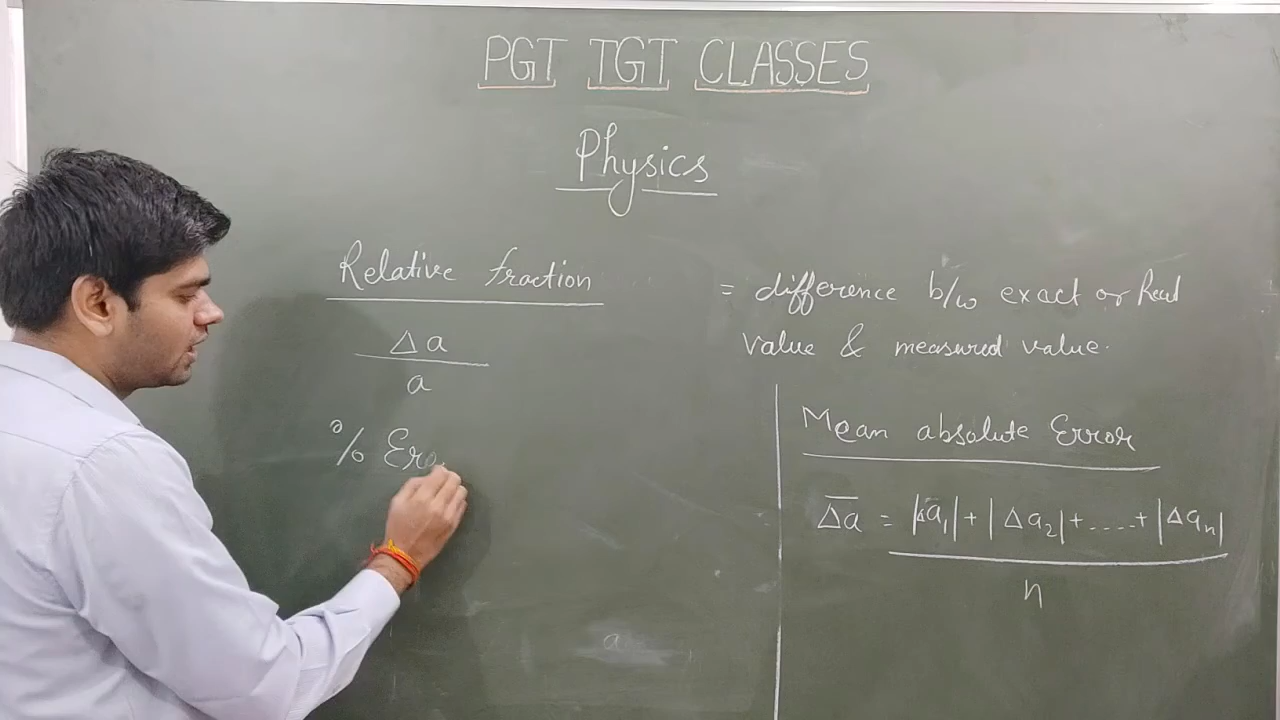 PGT TGT CLASSES
Physics
Relative fraction
Δa
a
% Erro
= difference b/w exact or Real
value & measured value.
Mean absolute Error
Δa̅ = |Δa₁| + |Δa₂| + ..... + |Δaₙ|
n
a